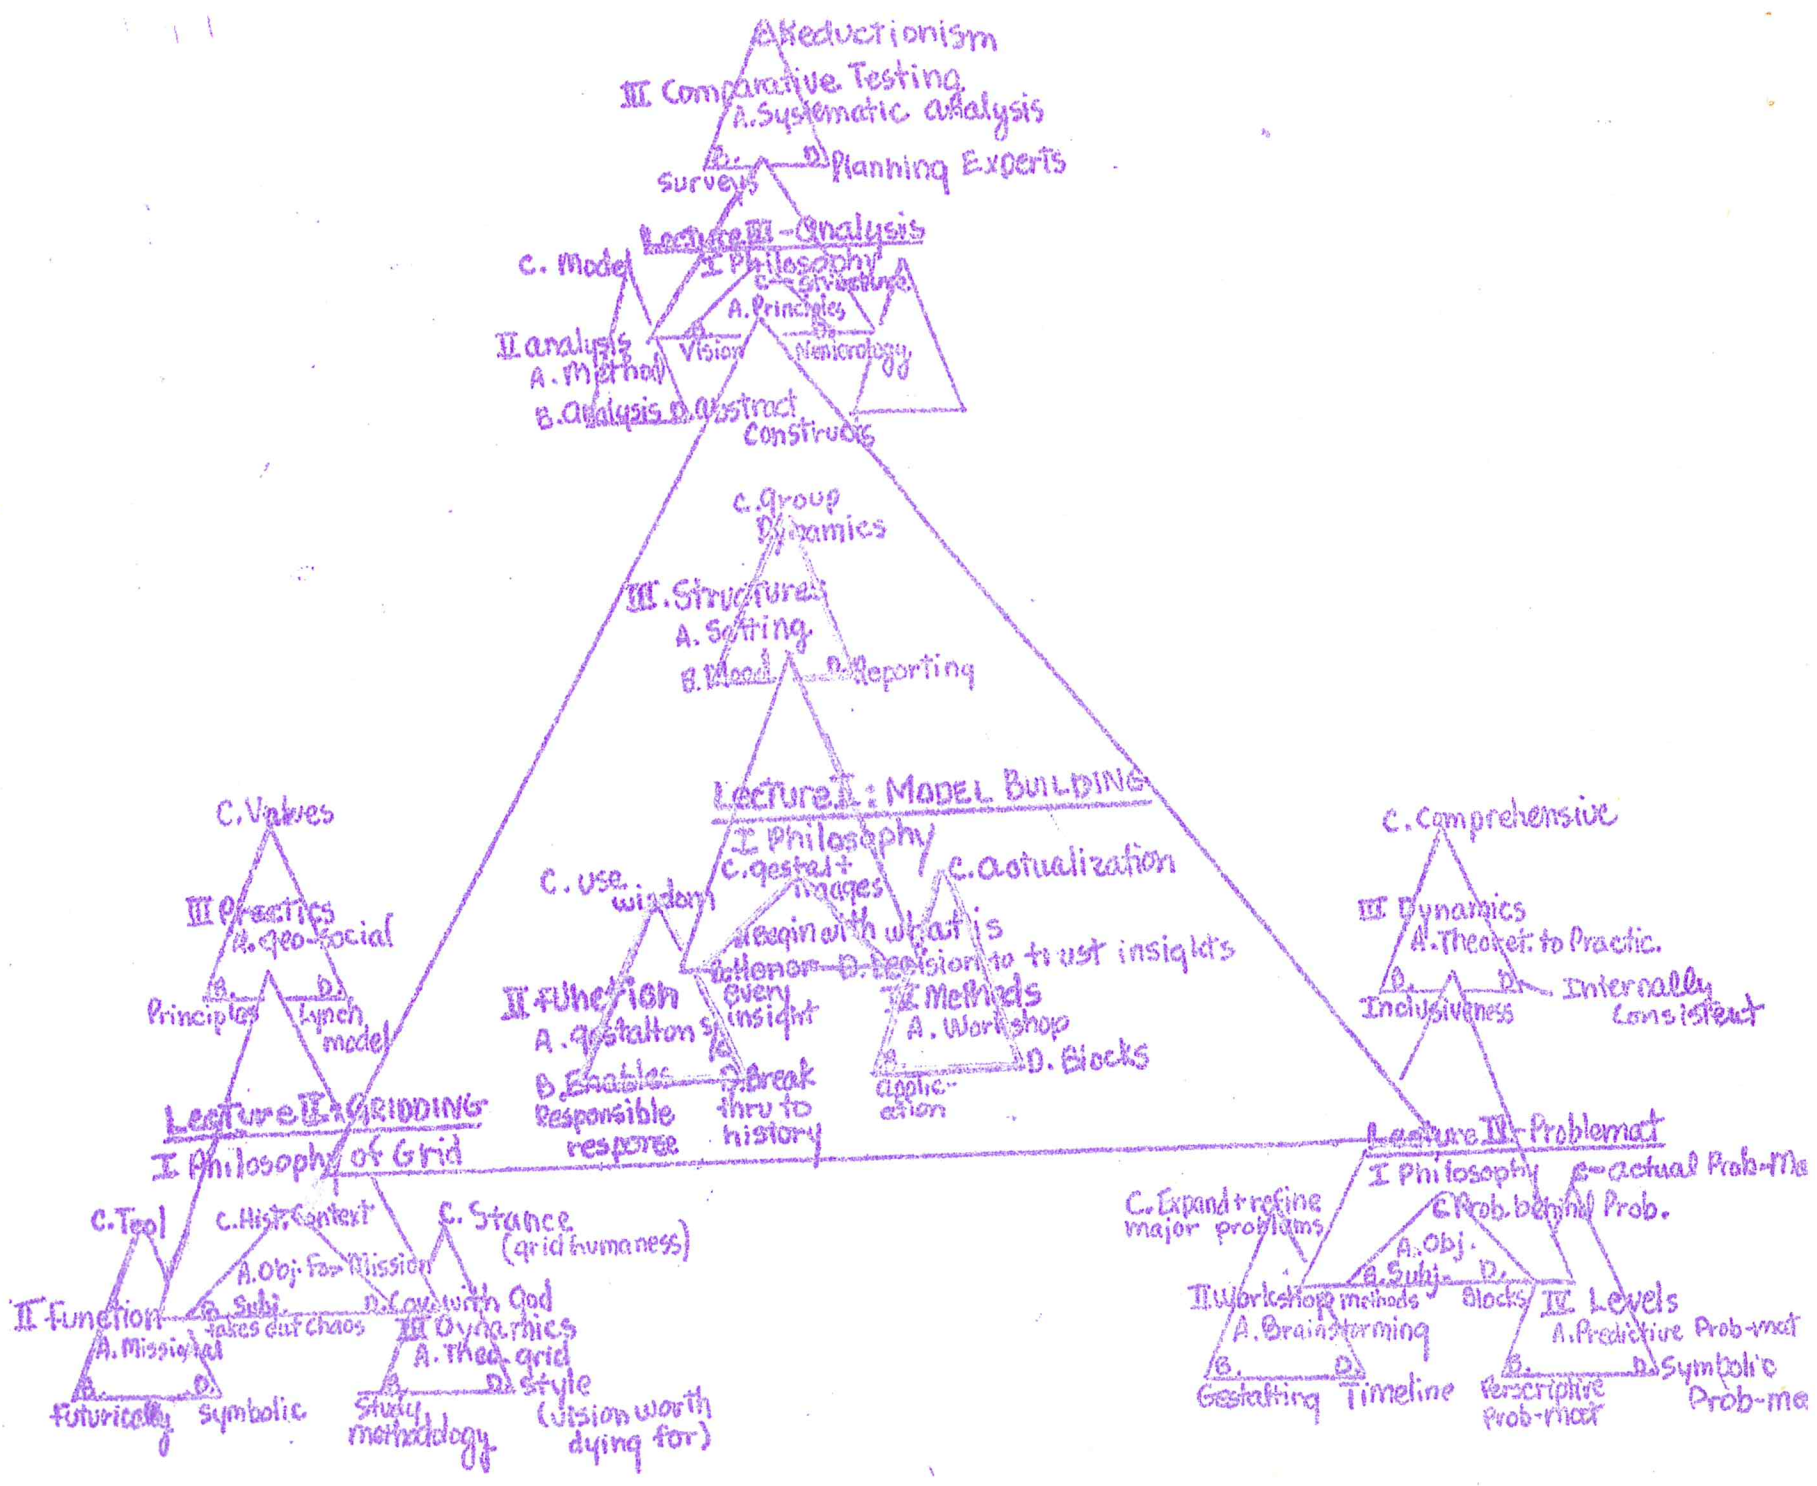 Reductionism
III Comparative Testing
A. Systematic analysis
B.
D
Planning Experts
Surveys
Lecture III - Analysis
C. Model
I Philosophy
C - structure
A. Principles
II analysis
B.
D.
Vision
Numerology
A. Method
B. Analysis D. abstract
Constructs
C. group
Dynamics
III. Structures
A. Setting
B. Mood
D. Reporting
Lecture II: MODEL BUILDING
I Philosophy
C. gestalt
images
C. actualization
C. use
wisdom
A Begin with what is
B. Honor
every
insight
D. Decision to trust insights
II function
A. gestalton
B. Enables
Responsible
response
D. Break
thru to
history
Methods
A. Workshop
B.
applic-
ation
D. Blocks
C. Values
III Practics
A. geo-social
B.
D.
Principles
Lynch
model
Lecture II: GRIDDING
I Philosophy of Grid
C. Tool
C. Hist. Context
C. Stance
(grid humaness)
A. Obj. For Mission
B. Subj.
takes out chaos
D. Cov. with God
II Function
A. Missional
B.
D.
Futurically
Symbolic
III Dynamics
A. Theo. grid
B.
D.
Style
(vision worth
dying for)
Study
methodology
C. Comprehensive
III Dynamics
A. Theoret. to Practic.
B.
D.
Inclusiveness
Internally
Consistent
Lecture IV - Problemat
I Philosophy
C - actual Prob-Ma
C. Expand + refine
major problems
C Prob. behind Prob.
A. Obj.
B. Subj.
D.
Blocks
II Workshop methods
A. Brainstorming
B.
D.
Gestalting
Timeline
IV Levels
A. Predictive Prob-mat
B.
D.
Symbolic
Prob-ma
Perscriptive
Prob-mat